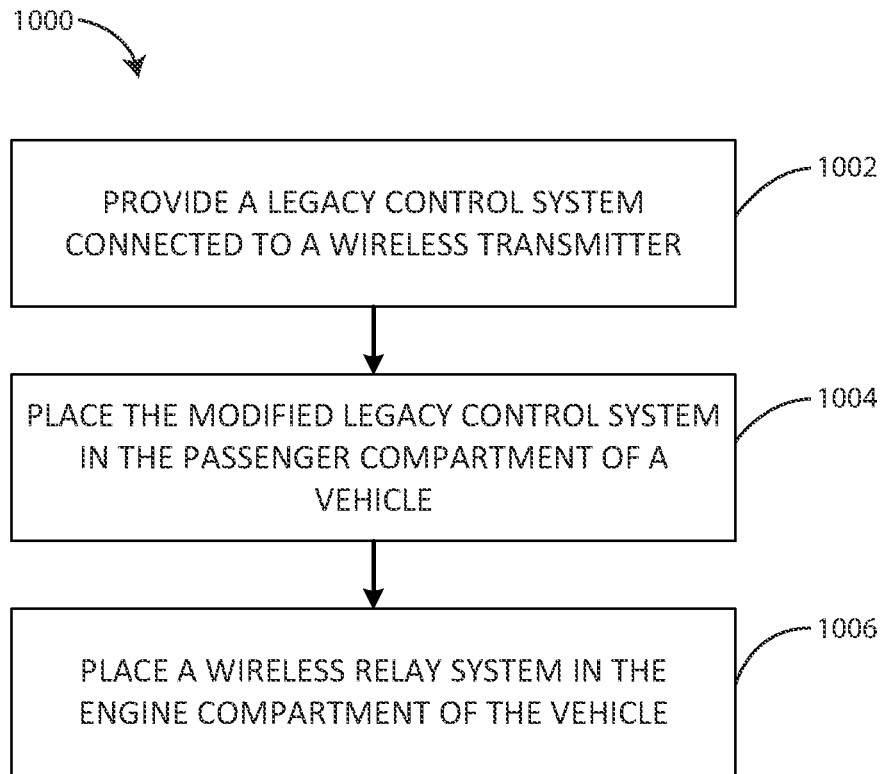 1000
PROVIDE A LEGACY CONTROL SYSTEM
CONNECTED TO A WIRELESS TRANSMITTER
1002
PLACE THE MODIFIED LEGACY CONTROL SYSTEM
IN THE PASSENGER COMPARTMENT OF A
VEHICLE
1004
PLACE A WIRELESS RELAY SYSTEM IN THE
ENGINE COMPARTMENT OF THE VEHICLE
1006